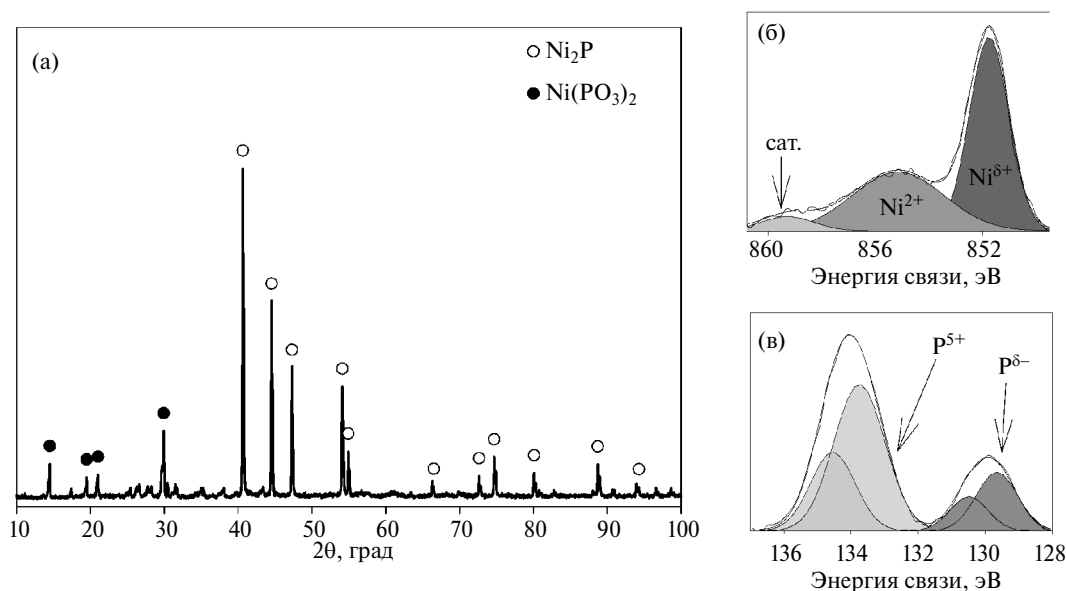 (а)
Ni₂P
Ni(PO₃)₂
10 20 30 40 50 60 70 80 90 100
2θ, град
(б)
сат.
Ni²⁺
Niᵟ⁺
860 856 852
Энергия связи, эВ
(в)
P⁵⁺
Pᵟ⁻
136 134 132 130 128
Энергия связи, эВ